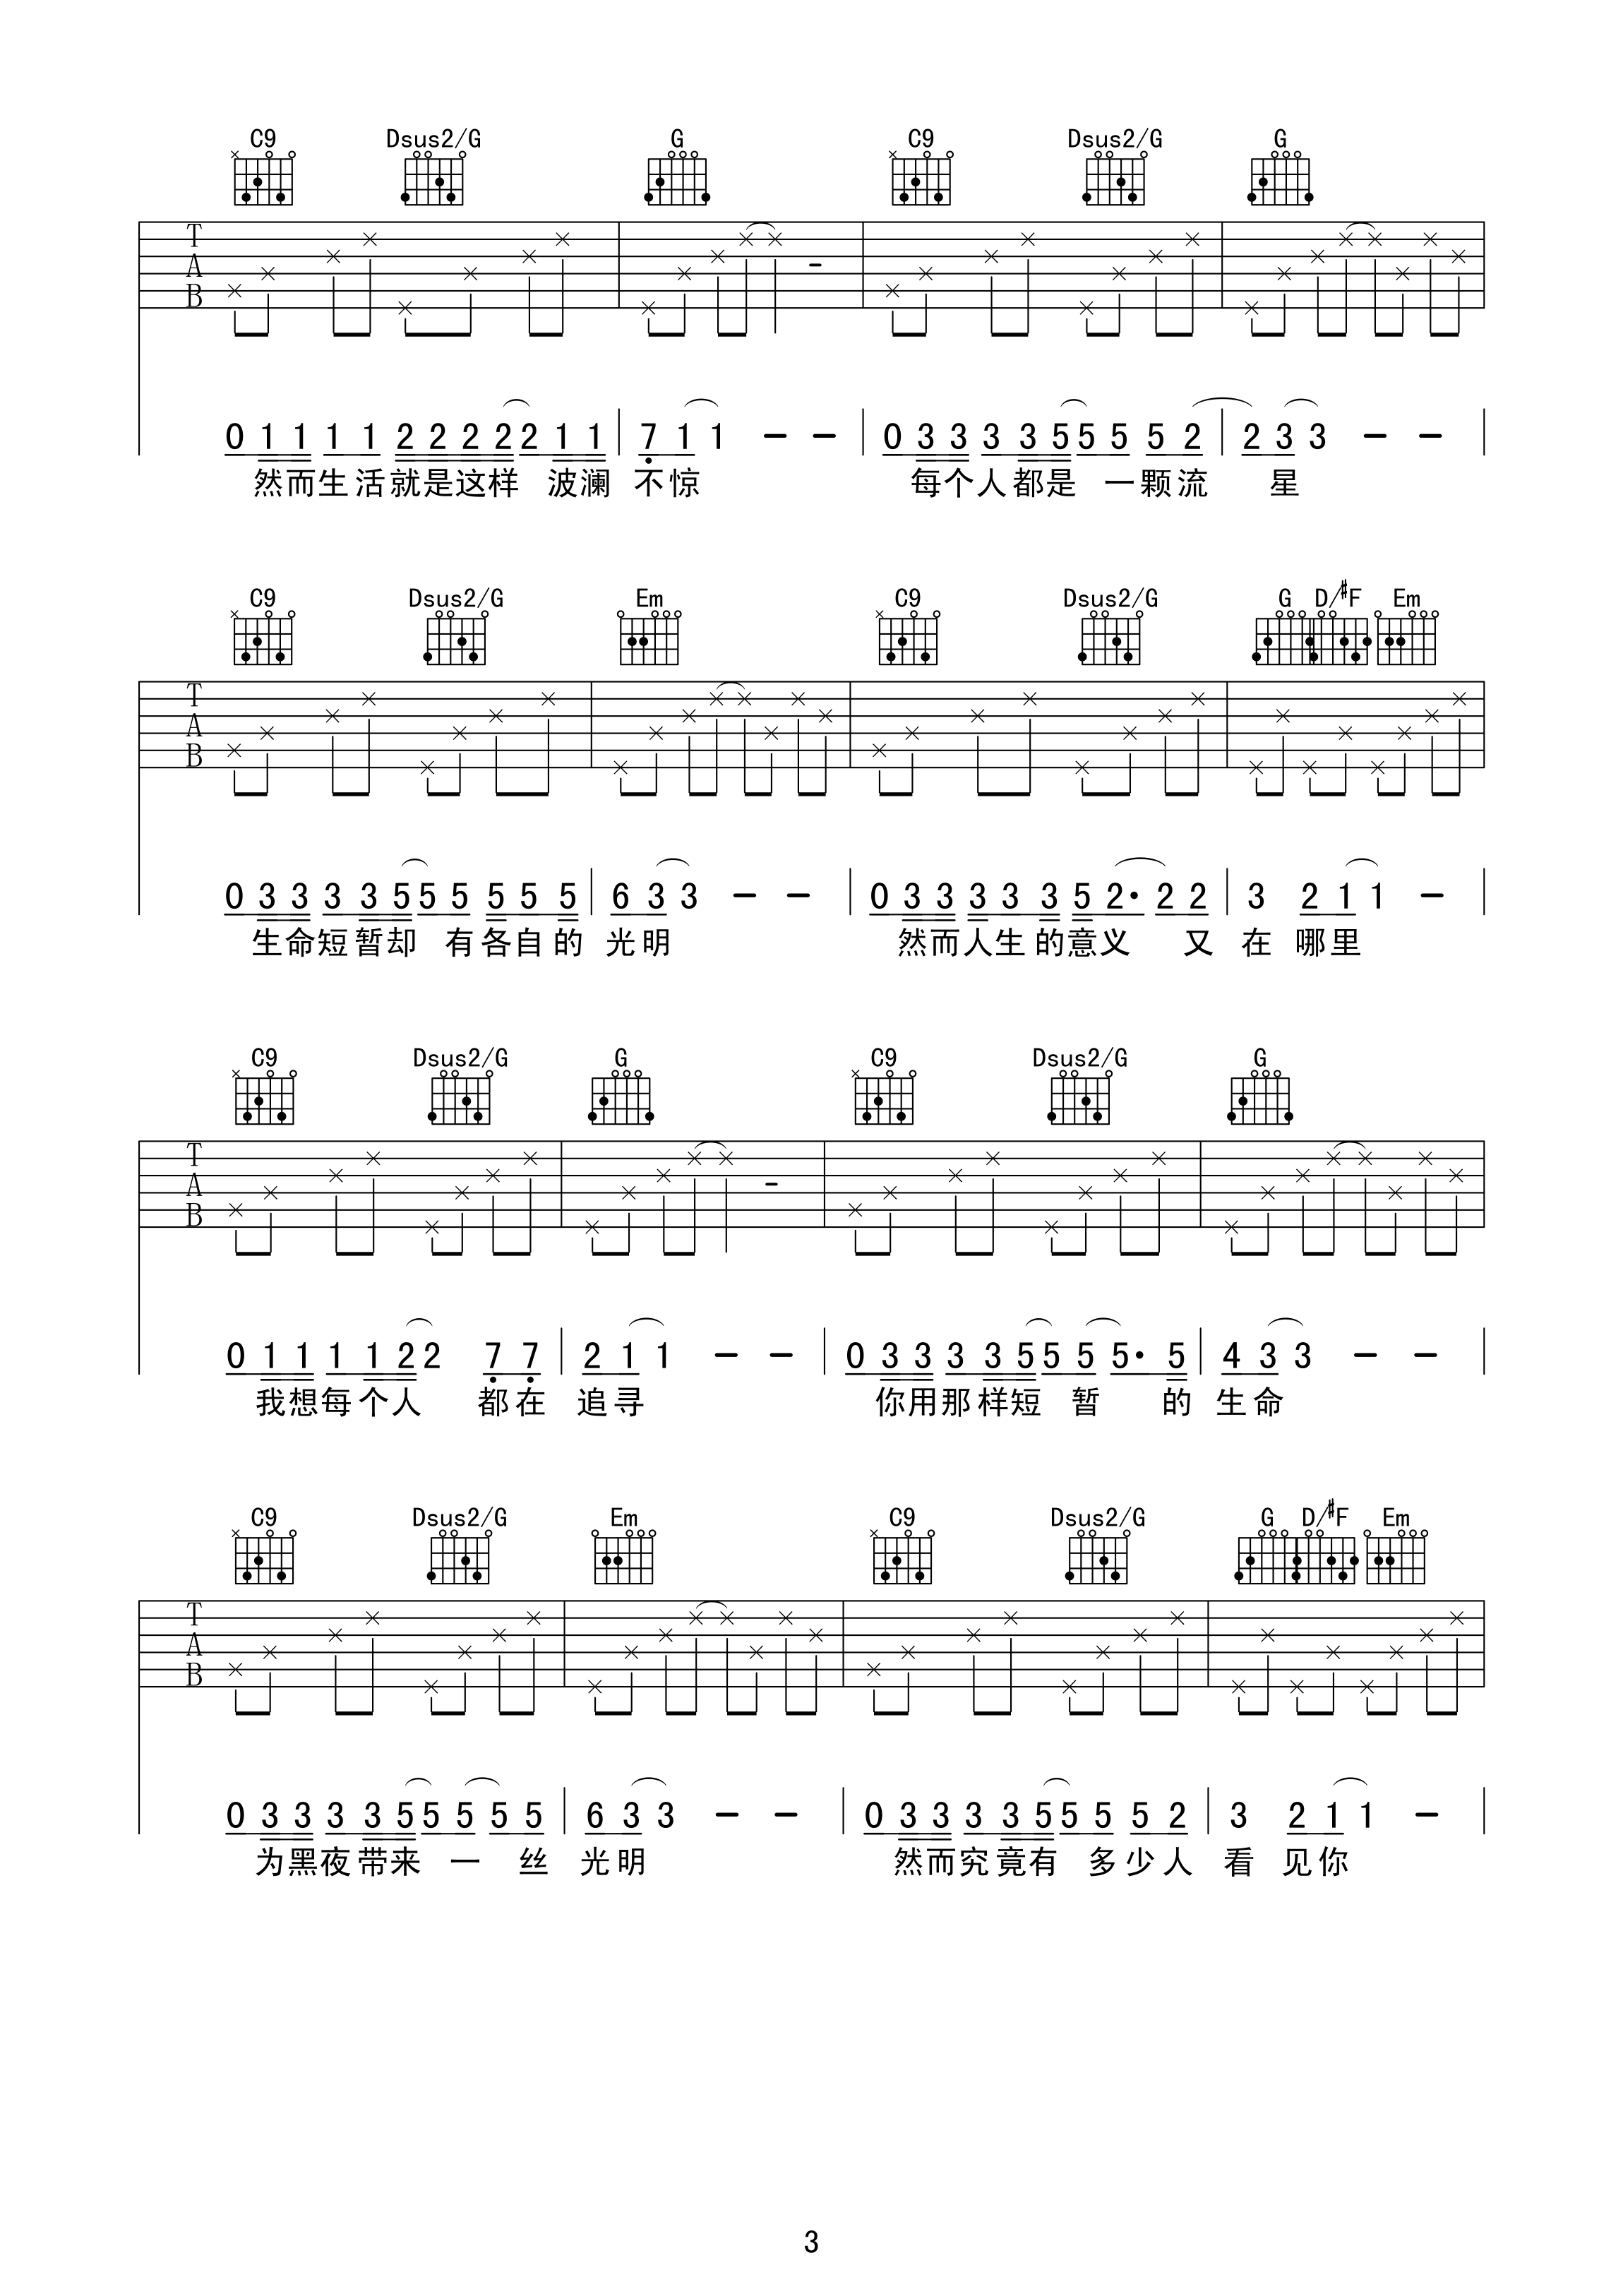 C9 Dsus2/G G C9 Dsus2/G G
T
A
B
0 1 1 1 1 2 2 2 2 2 1 1 7 1 1 - - 0 3 3 3 3 5 5 5 5 2 2 3 3 - -
然而生活就是这样 波澜 不惊 每个人都是 一颗流 星
C9 Dsus2/G Em C9 Dsus2/G G D/#F Em
T
A
B
0 3 3 3 3 5 5 5 5 5 5 6 3 3 - - 0 3 3 3 3 3 5 2· 2 2 3 2 1 1 -
生命短暂却 有各自的 光明 然而人生的意义 又 在 哪里
C9 Dsus2/G G C9 Dsus2/G G
T
A
B
0 1 1 1 1 2 2 7 7 2 1 1 - - 0 3 3 3 3 5 5 5 5· 5 4 3 3 - -
我想每个人 都在 追寻 你用那样短 暂 的 生命
C9 Dsus2/G Em C9 Dsus2/G G D/#F Em
T
A
B
0 3 3 3 3 5 5 5 5 5 6 3 3 - - 0 3 3 3 3 5 5 5 5 2 3 2 1 1 -
为黑夜带来 一 丝 光明 然而究竟有 多少人 看 见你
3